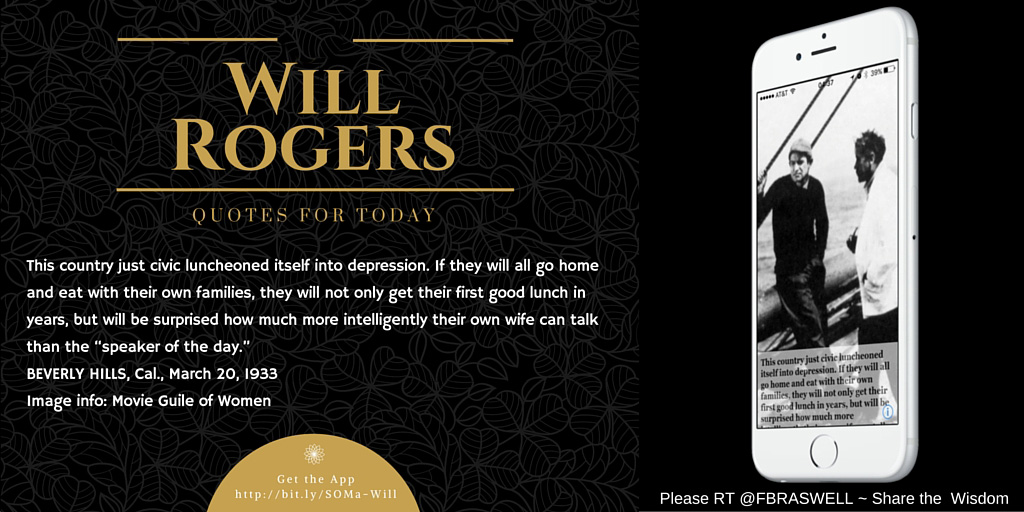 WILL
ROGERS
QUOTES FOR TODAY
This country just civic luncheoned itself into depression. If they will all go home
and eat with their own families, they will not only get their first good lunch in
years, but will be surprised how much more intelligently their own wife can talk
than the “speaker of the day.”
BEVERLY HILLS, Cal., March 20, 1933
Image info: Movie Guile of Women
Get the App
http://bit.ly/SOMa-Will
AT&T
39%
This country just civic luncheoned
itself into depression. If they will all
go home and eat with their own
families, they will not only get their
first good lunch in years, but will be
surprised how much more
Please RT @FBRASWELL ~ Share the Wisdom